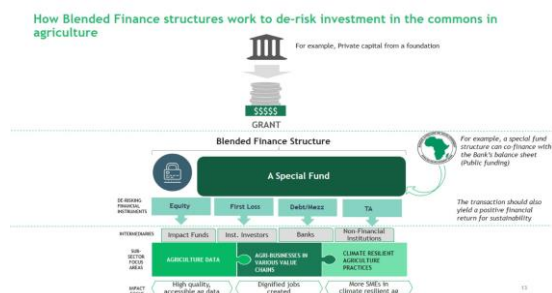 How Blended Finance structures work to de-risk investment in the commons in
agriculture
For example, Private capital from a foundation
$$$$$
GRANT
Blended Finance Structure
For example, a special fund
structure can co-finance with
the Bank's balance sheet
(Public funding)
A Special Fund
DE-RISKING
FINANCIAL
INSTRUMENTS
Equity
First Loss
Debt/Mezz
TA
The transaction should also
yield a positive financial
return for sustainability
INTERMEDIARIES
Impact Funds
Inst. Investors
Banks
Non-Financial
Institutions
SUB-
SECTOR
FOCUS
AREAS
AGRICULTURE DATA
AGRI-BUSINESSES IN
VARIOUS VALUE
CHAINS
CLIMATE RESILIENT
AGRICULTURE
PRACTICES
IMPACT
High quality,
accessible ag data
Dignified jobs
created
More SMEs in
climate resilient ag